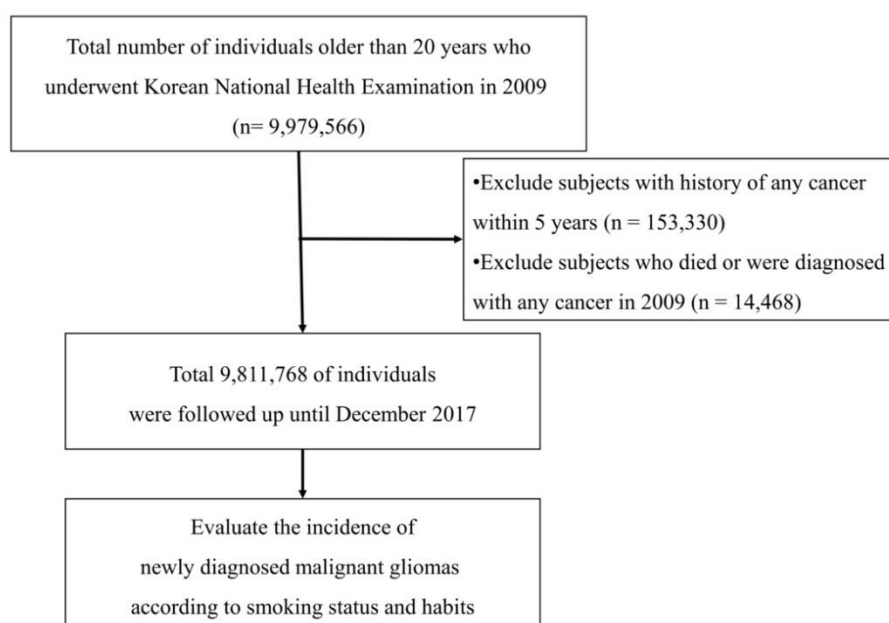 Total number of individuals older than 20 years who
underwent Korean National Health Examination in 2009
(n= 9,979,566)
•Exclude subjects with history of any cancer
within 5 years (n = 153,330)
•Exclude subjects who died or were diagnosed
with any cancer in 2009 (n = 14,468)
Total 9,811,768 of individuals
were followed up until December 2017
Evaluate the incidence of
newly diagnosed malignant gliomas
according to smoking status and habits